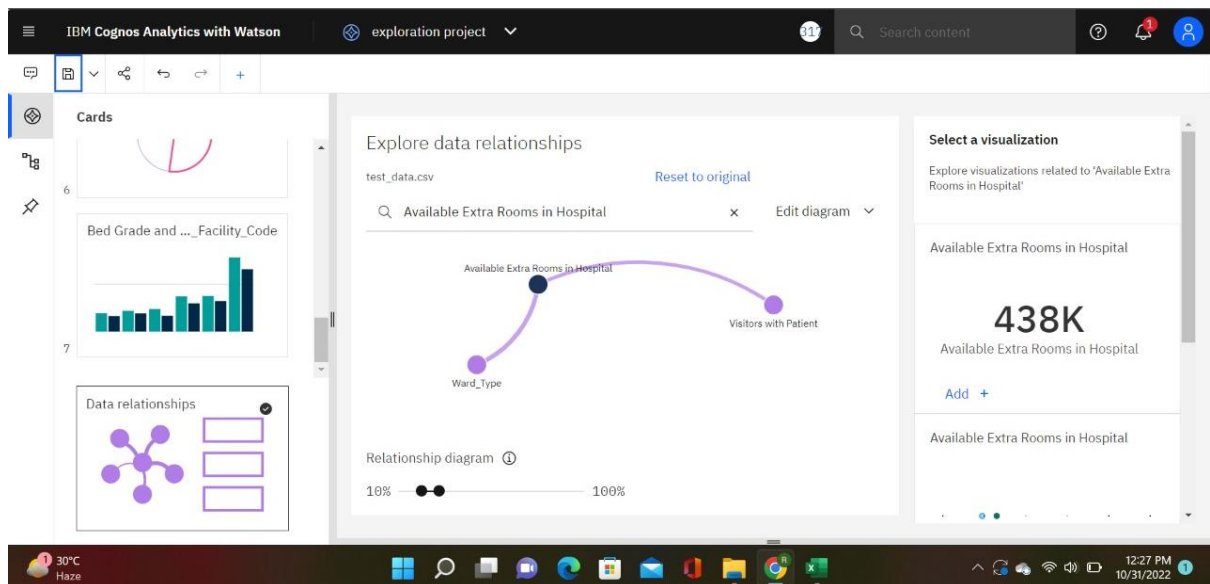 IBM Cognos Analytics with Watson
exploration project
Search content
1
Cards
6
Bed Grade and ..._Facility_Code
7
Data relationships
Explore data relationships
test_data.csv
Reset to original
Available Extra Rooms in Hospital
Edit diagram
Available Extra Rooms in Hospital
Visitors with Patient
Ward_Type
Relationship diagram
10%
100%
Select a visualization
Explore visualizations related to 'Available Extra
Rooms in Hospital'
Available Extra Rooms in Hospital
438K
Available Extra Rooms in Hospital
Add +
Available Extra Rooms in Hospital
1
30°C
Haze
12:27 PM
10/31/2022
1